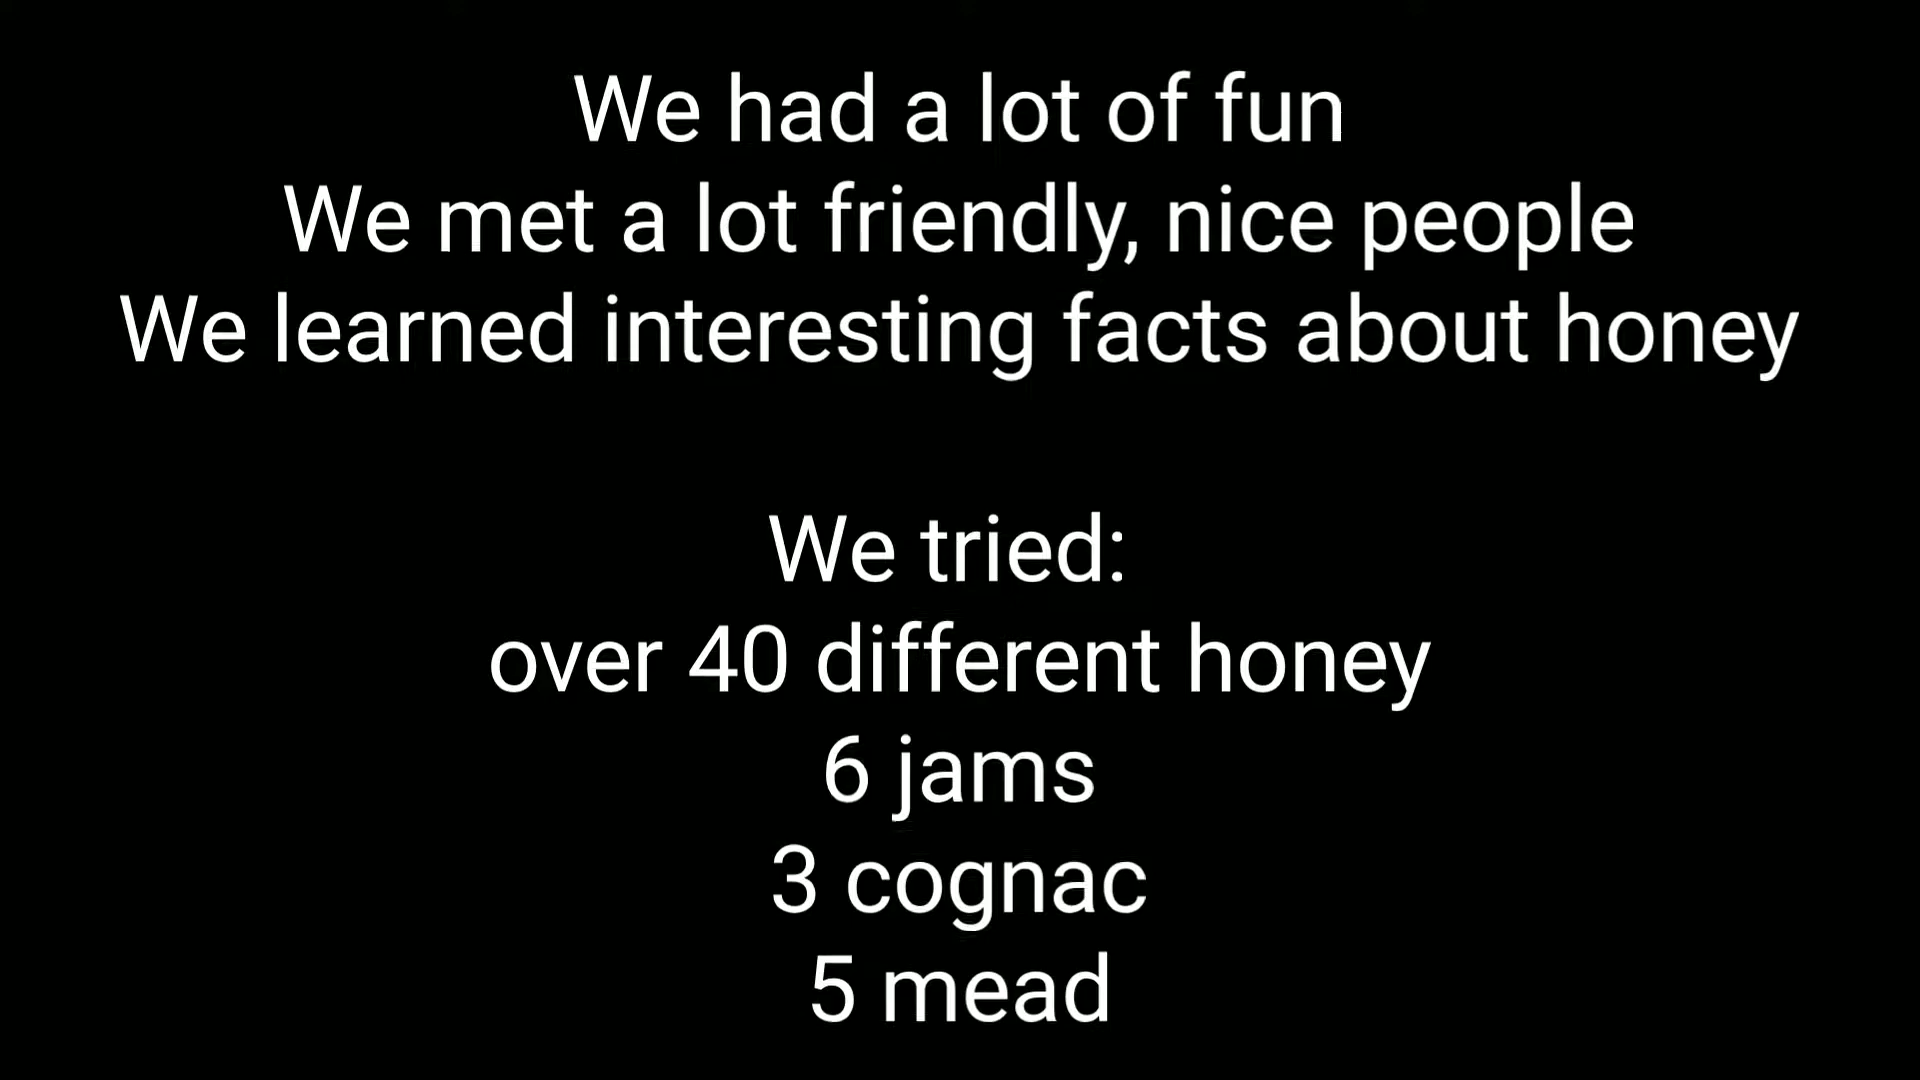 We had a lot of fun
We met a lot friendly, nice people
We learned interesting facts about honey
We tried:
over 40 different honey
6 jams
3 cognac
5 mead